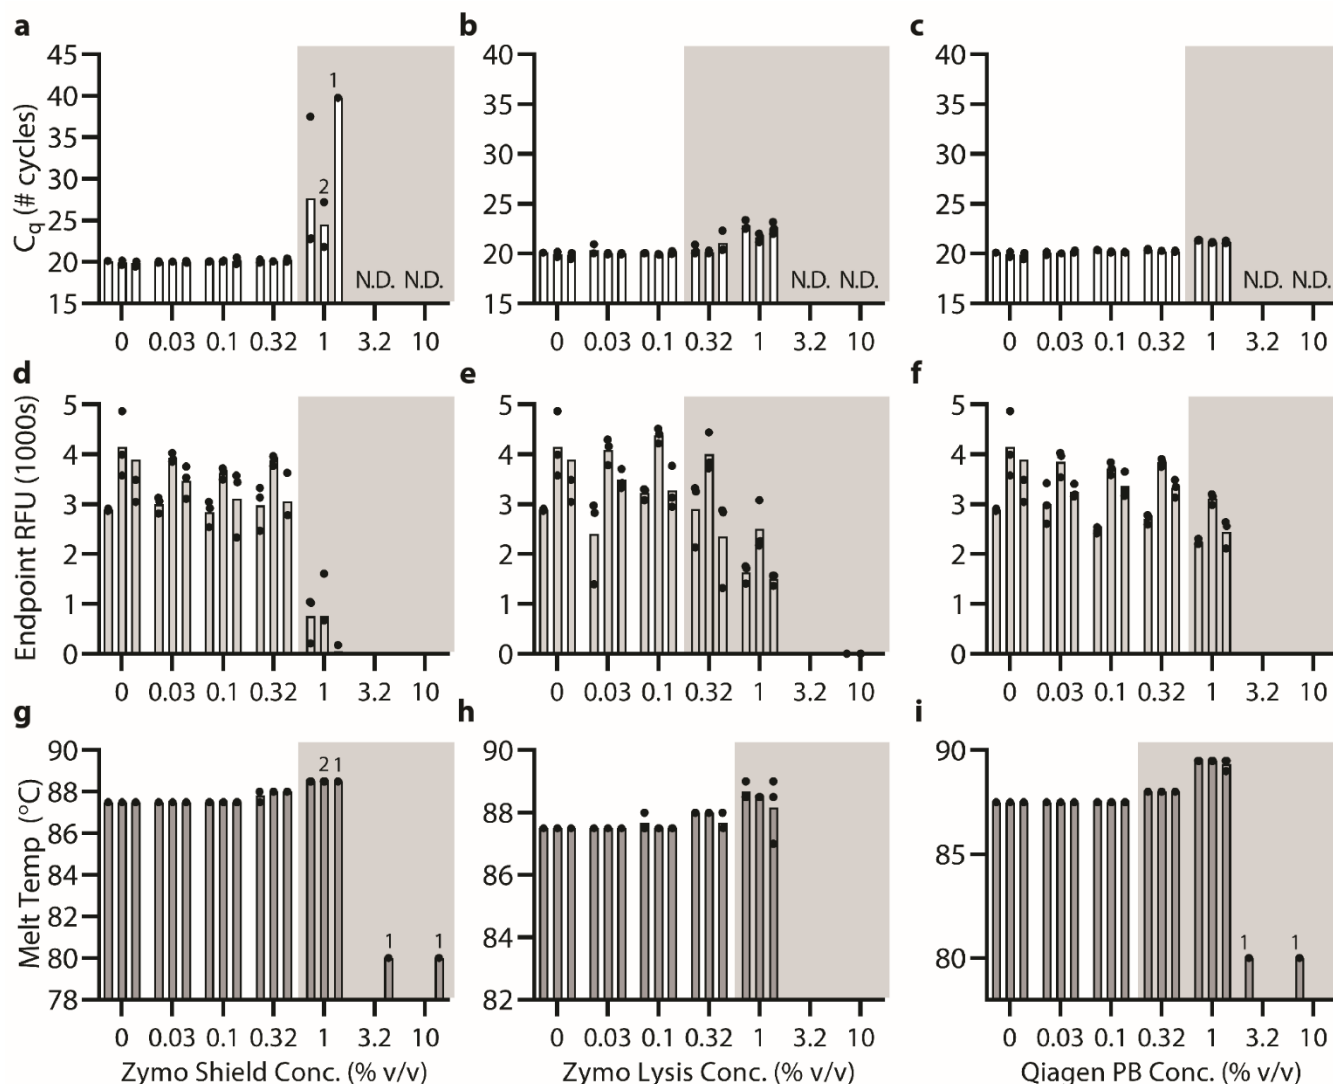 a
b
c
45
40
35
30
25
20
15
Cq (# cycles)
1
2
N.D. N.D.
0 0.03 0.1 0.32 1 3.2 10
40
35
30
25
20
15
N.D. N.D.
0 0.03 0.1 0.32 1 3.2 10
40
35
30
25
20
15
N.D. N.D.
0 0.03 0.1 0.32 1 3.2 10
d
e
f
5
4
3
2
1
0
Endpoint RFU (1000s)
0 0.03 0.1 0.32 1 3.2 10
5
4
3
2
1
0
0 0.03 0.1 0.32 1 3.2 10
5
4
3
2
1
0
0 0.03 0.1 0.32 1 3.2 10
g
h
i
90
88
86
84
82
80
78
Melt Temp (°C)
2 1
1 1
0 0.03 0.1 0.32 1 3.2 10
Zymo Shield Conc. (% v/v)
90
88
86
84
82
0 0.03 0.1 0.32 1 3.2 10
Zymo Lysis Conc. (% v/v)
90
85
80
1 1
0 0.03 0.1 0.32 1 3.2 10
Qiagen PB Conc. (% v/v)